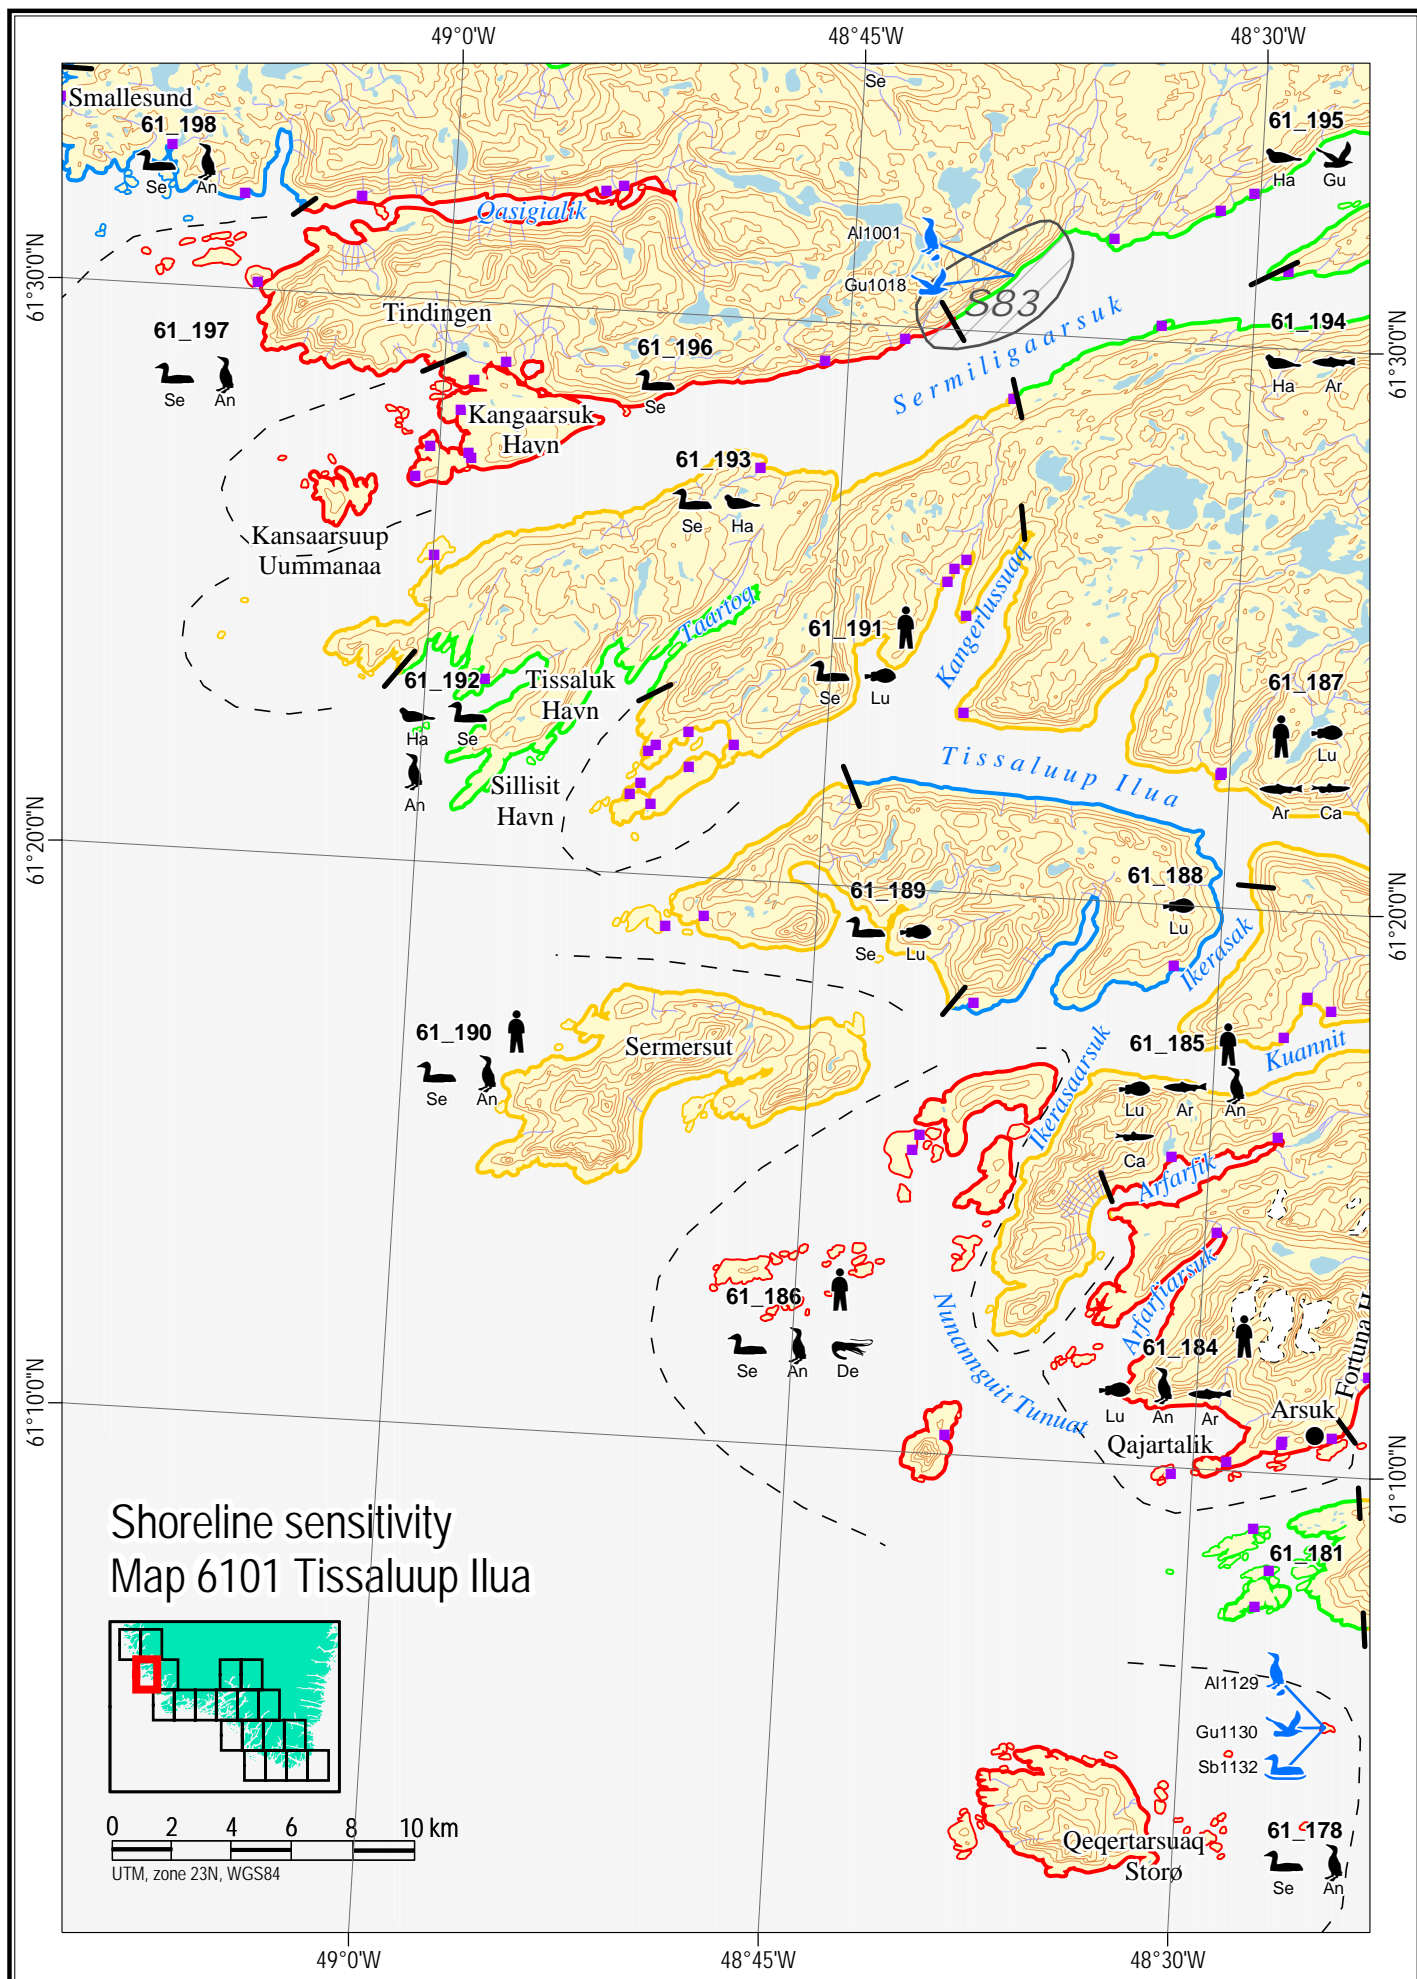 49°0'W
48°45'W
48°30'W
Se
Smallesund
61_198
Se
An
61_195
Ha
Gu
Qasigialik
Al1001
Gu1018
S83
61°30'0"N
61°30'0"N
Tindingen
61_197
Se
An
61_196
Se
Sermiligaarsuk
61_194
Ha
Ar
Kangaarsuk
Havn
61_193
Se
Ha
Kansaarsuup
Uummanaa
Taartoq
Kangerlussuaq
61_191
Se
Lu
61_192
Ha
Se
An
Tissaluk
Havn
Sillisit
Havn
61_187
Lu
Ar
Ca
Tissaluup Ilua
61°20'0"N
61°20'0"N
61_189
Se
Lu
61_188
Lu
Ikerasak
61_190
Se
An
Sermersut
Ikerasaarsuk
61_185
Lu
Ar
An
Ca
Kuannit
Arfarfik
61_186
Se
An
De
Nunannguit Tunuat
Arfarfiarsuk
61_184
Lu
An
Ar
Fortuna H
Arsuk
Qajartalik
61°10'0"N
61°10'0"N
Shoreline sensitivity
Map 6101 Tissaluup Ilua
61_181
Al1129
Gu1130
Sb1132
0 2 4 6 8 10 km
UTM, zone 23N, WGS84
Qeqertarsuaq
Storø
61_178
Se
An
49°0'W
48°45'W
48°30'W